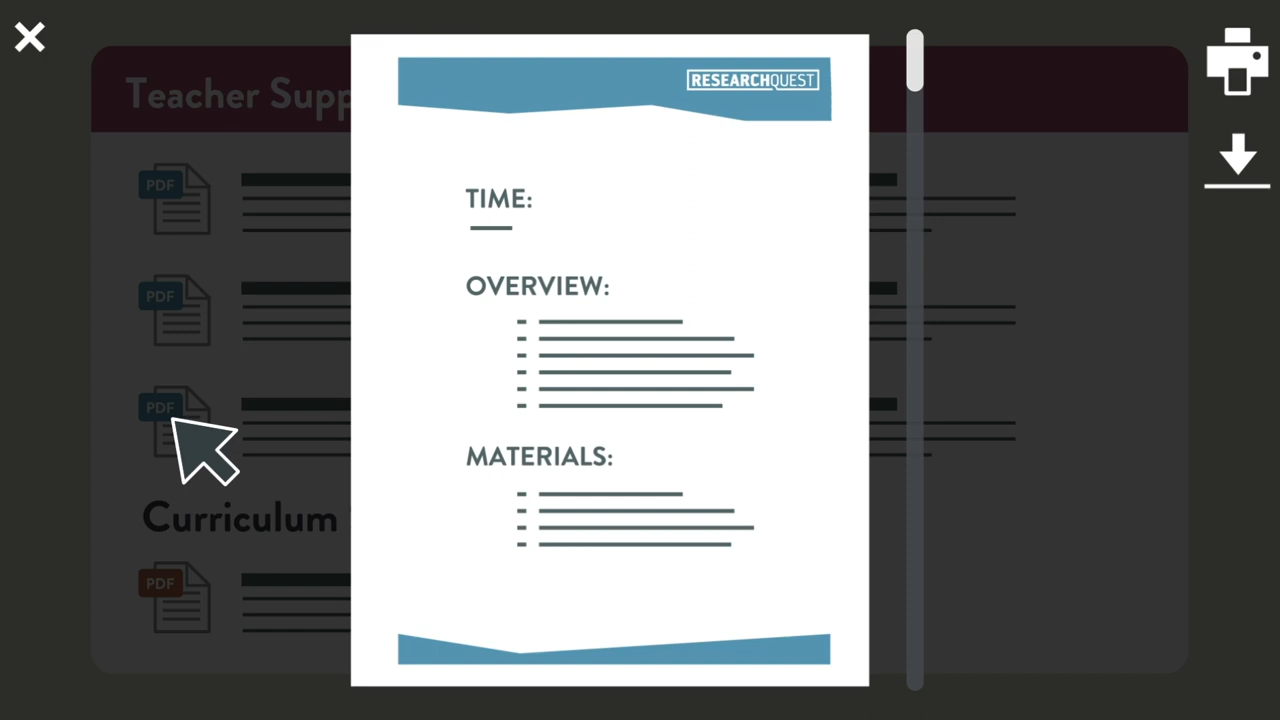 RESEARCHQUEST
Teacher Supp
PDF
TIME:
PDF
OVERVIEW:
PDF
MATERIALS:
Curriculum
PDF